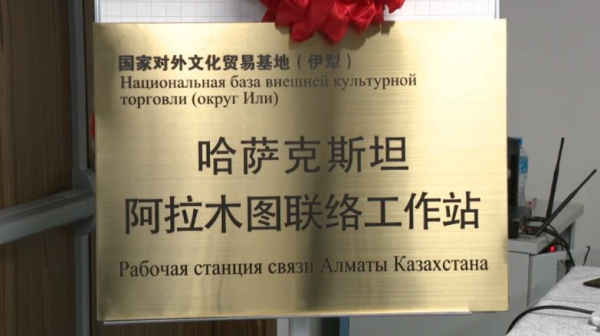 国家对外文化贸易基地（伊犁）
Национальная база внешней культурной
торговли (округ Или)
哈萨克斯坦
阿拉木图联络工作站
Рабочая станция связи Алматы Казахстана